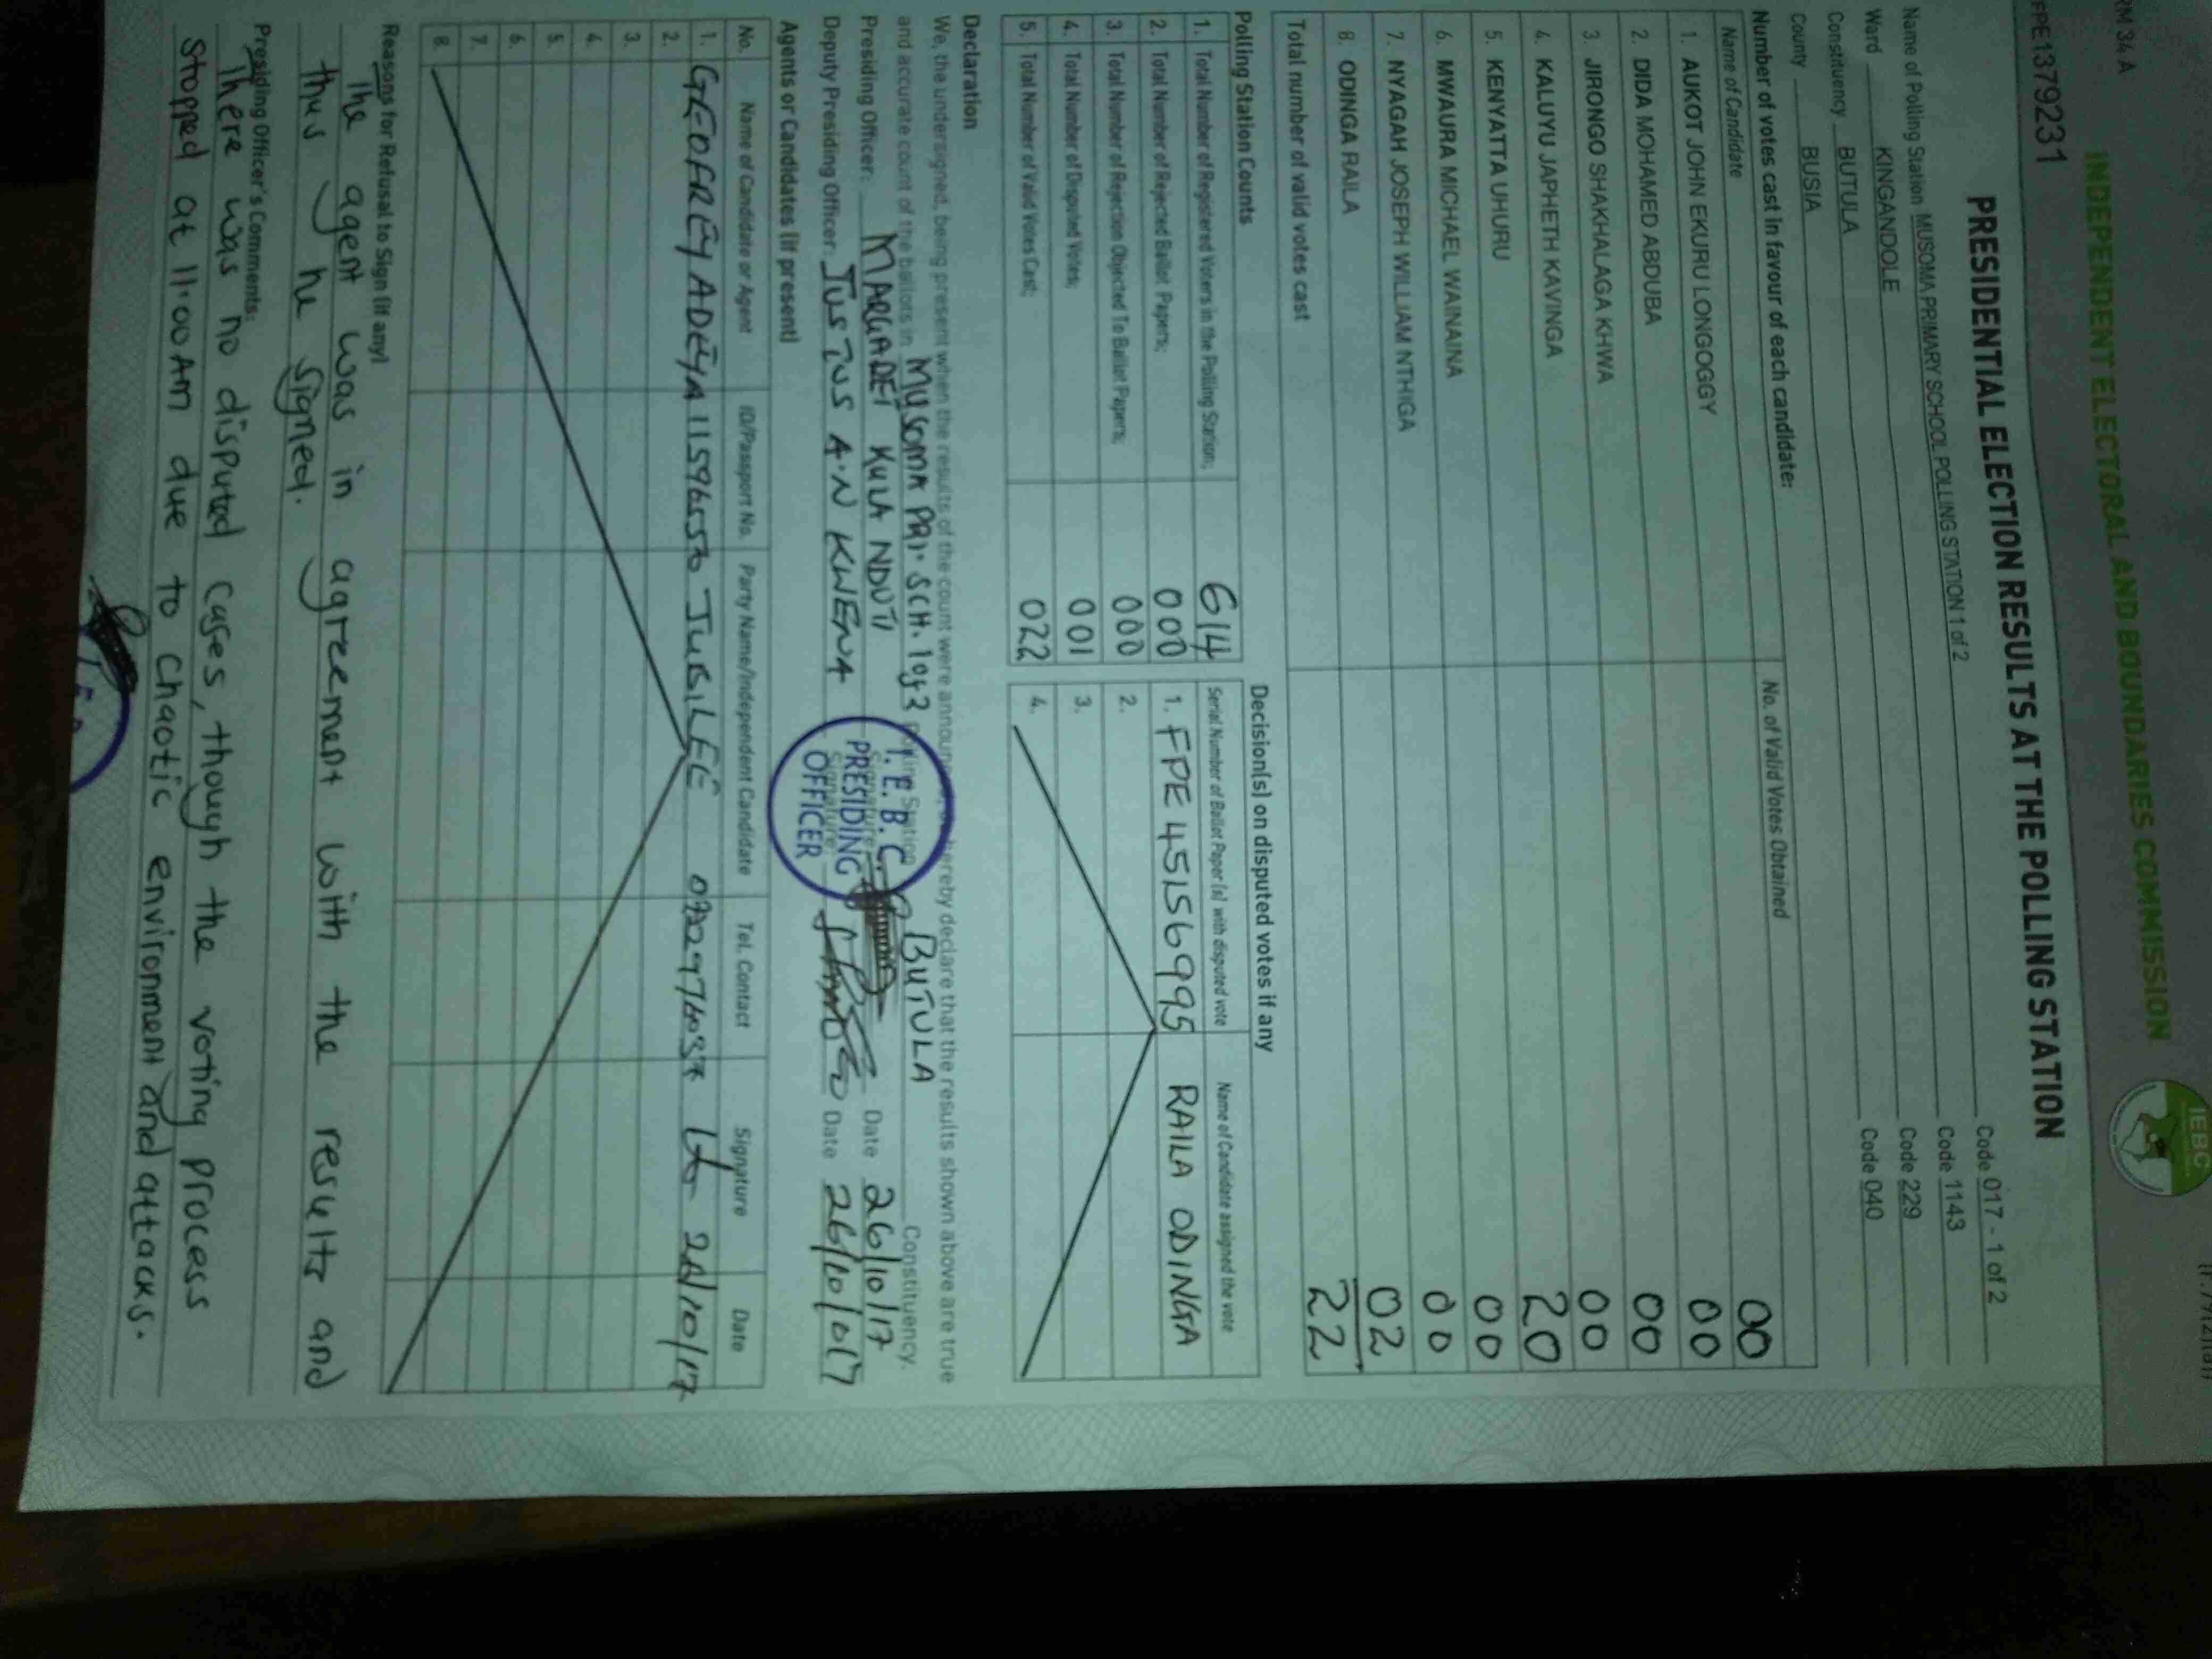 RM 34 A
INDEPENDENT ELECTORAL AND BOUNDARIES COMMISSION
IEBC
FPE1379231
PRESIDENTIAL ELECTION RESULTS AT THE POLLING STATION
Name of Polling Station MUSOMA PRIMARY SCHOOL POLLING STATION 1 of 2 Code 017 - 1 of 2
Ward KINGANDOLE Code 1143
Constituency BUTULA Code 229
County BUSIA Code 040
Number of votes cast in favour of each candidate:
Name of Candidate No. of Valid Votes Obtained
1. AUKOT JOHN EKURU LONGOGGY 00
2. DIDA MOHAMED ABDUBA 00
3. JIRONGO SHAKHALAGA KHWA 00
4. KALUYU JAPHETH KAVINGA 00
5. KENYATTA UHURU 20
6. MWAURA MICHAEL WAINAINA 00
7. NYAGAH JOSEPH WILLIAM NTHIGA 00
8. ODINGA RAILA 02
Total number of valid votes cast 22
Polling Station Counts
1. Total Number of Registered Voters in the Polling Station; 614
2. Total Number of Rejected Ballot Papers; 000
3. Total Number of Rejection Objected To Ballot Papers; 000
4. Total Number of Disputed Votes; 001
5. Total Number of Valid Votes Cast; 022
Decision(s) on disputed votes if any
Serial Number of Ballot Paper (s) with disputed vote Name of Candidate assigned the vote
1. FPE 451569995 RAILA ODINGA
2.
3.
4.
Declaration
We, the undersigned, being present when the results of the count were announced, do hereby declare that the results shown above are true
and accurate count of the ballots in MUSOMA PRI. SCH. 1 of 2 Polling Station BUTULA Constituency.
Presiding Officer: MARGARET KULA NDUTI Signature Date 26/10/17
Deputy Presiding Officer: JUSTUS A.N KWENA Signature Date 26/10/017
I.E.B.C.
PRESIDING
OFFICER
Agents or Candidates (if present)
No. Name of Candidate or Agent ID/Passport No. Party Name/Independent Candidate Tel. Contact Signature Date
1. GEOFREY ADEYA JUBILEE 26/10/17
2.
3.
4.
5.
6.
7.
8.
Reasons for Refusal to Sign (if any)
The agent was in agreement with the results and
thus he signed.
Presiding Officer's Comments:
There was no disputed cases, though the voting process
stopped at 11.00AM due to chaotic environment and attacks.